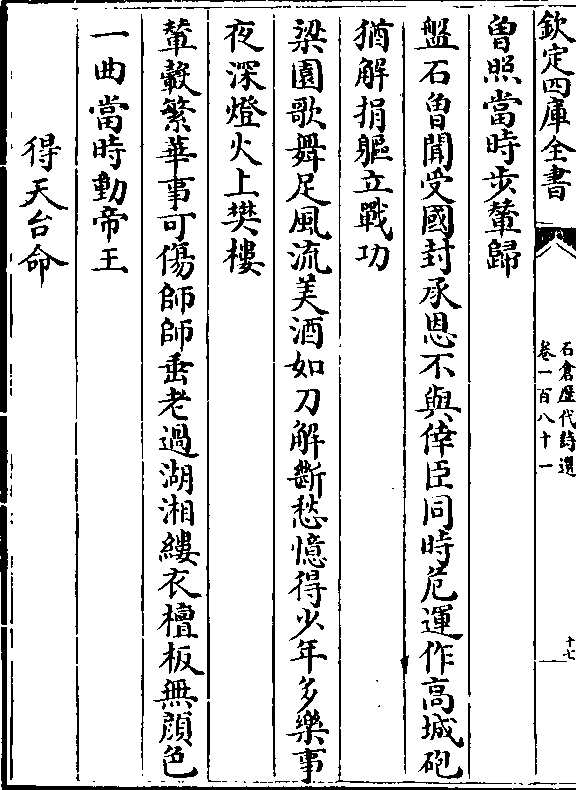 欽定四庫全書
石倉歷代詩選
卷一百八十一
十七
曾照當時步輦歸
盤石曾聞受國封承恩不與倖臣同時危運作高城砲
猶解捐軀立戰功
梁園歌舞足風流美酒如刀解斷愁憶得少年多樂事
夜深燈火上樊樓
輦轂繁華事可傷師師垂老過湖湘縷衣檀板無顏色
一曲當時動帝王
得天台命